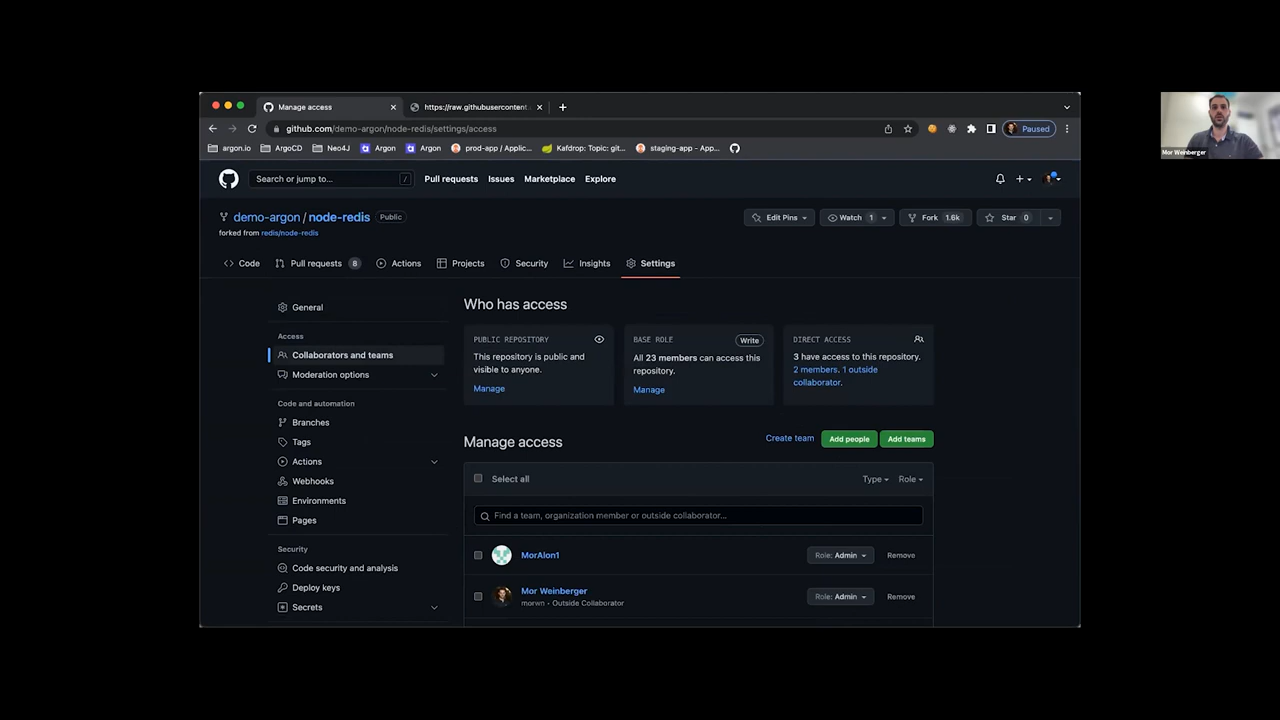 Manage access
https://raw.githubusercontent
github.com/demo-argon/node-redis/settings/access
Paused
argon.io
ArgoCD
Neo4J
Argon
Argon
prod-app / Applic...
Kafdrop: Topic: git...
staging-app - App...
Mor Weinberger
Search or jump to...
/
Pull requests
Issues
Marketplace
Explore
demo-argon / node-redis
Public
forked from redis/node-redis
Edit Pins
Watch 1
Fork 1.6k
Star 0
Code
Pull requests 8
Actions
Projects
Security
Insights
Settings
General
Access
Collaborators and teams
Moderation options
Code and automation
Branches
Tags
Actions
Webhooks
Environments
Pages
Security
Code security and analysis
Deploy keys
Secrets
Who has access
PUBLIC REPOSITORY
This repository is public and
visible to anyone.
Manage
BASE ROLE
Write
All 23 members can access this
repository.
Manage
DIRECT ACCESS
3 have access to this repository.
2 members. 1 outside
collaborator.
Manage access
Create team
Add people
Add teams
Select all
Type
Role
Find a team, organization member or outside collaborator...
MorAlon1
Role: Admin
Remove
Mor Weinberger
morwn • Outside Collaborator
Role: Admin
Remove